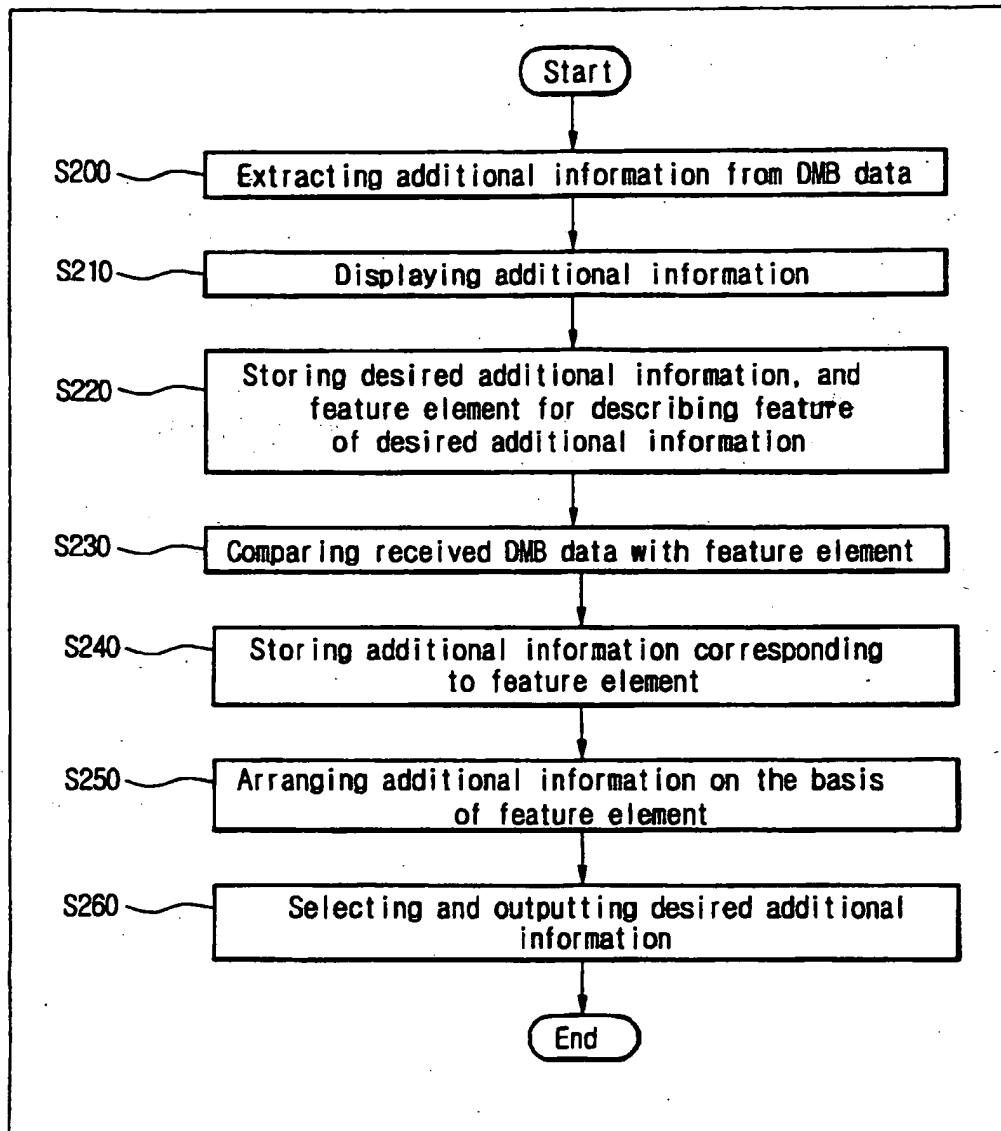 Start
S200
Extracting additional information from DMB data
S210
Displaying additional information
S220
Storing desired additional information, and
feature element for describing feature
of desired additional information
S230
Comparing received DMB data with feature element
S240
Storing additional information corresponding
to feature element
S250
Arranging additional information on the basis
of feature element
S260
Selecting and outputting desired additional
information
End